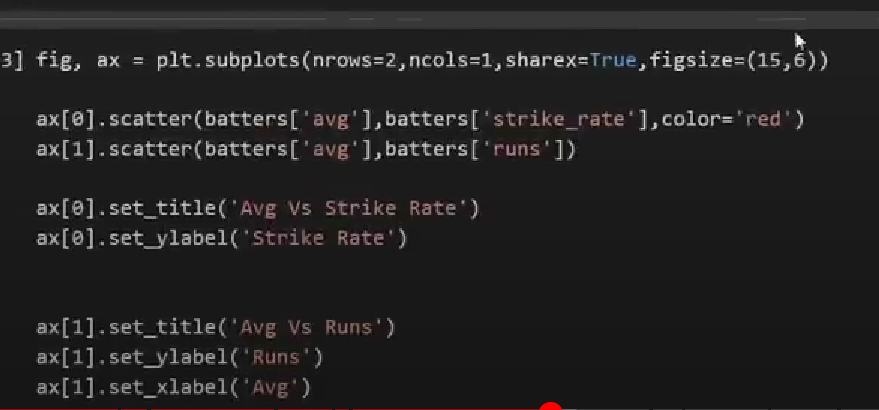 3] fig, ax = plt.subplots(nrows=2,ncols=1,sharex=True,figsize=(15,6))
ax[0].scatter(batters['avg'],batters['strike_rate'],color='red')
ax[1].scatter(batters['avg'],batters['runs'])
ax[0].set_title('Avg Vs Strike Rate')
ax[0].set_ylabel('Strike Rate')
ax[1].set_title('Avg Vs Runs')
ax[1].set_ylabel('Runs')
ax[1].set_xlabel('Avg')